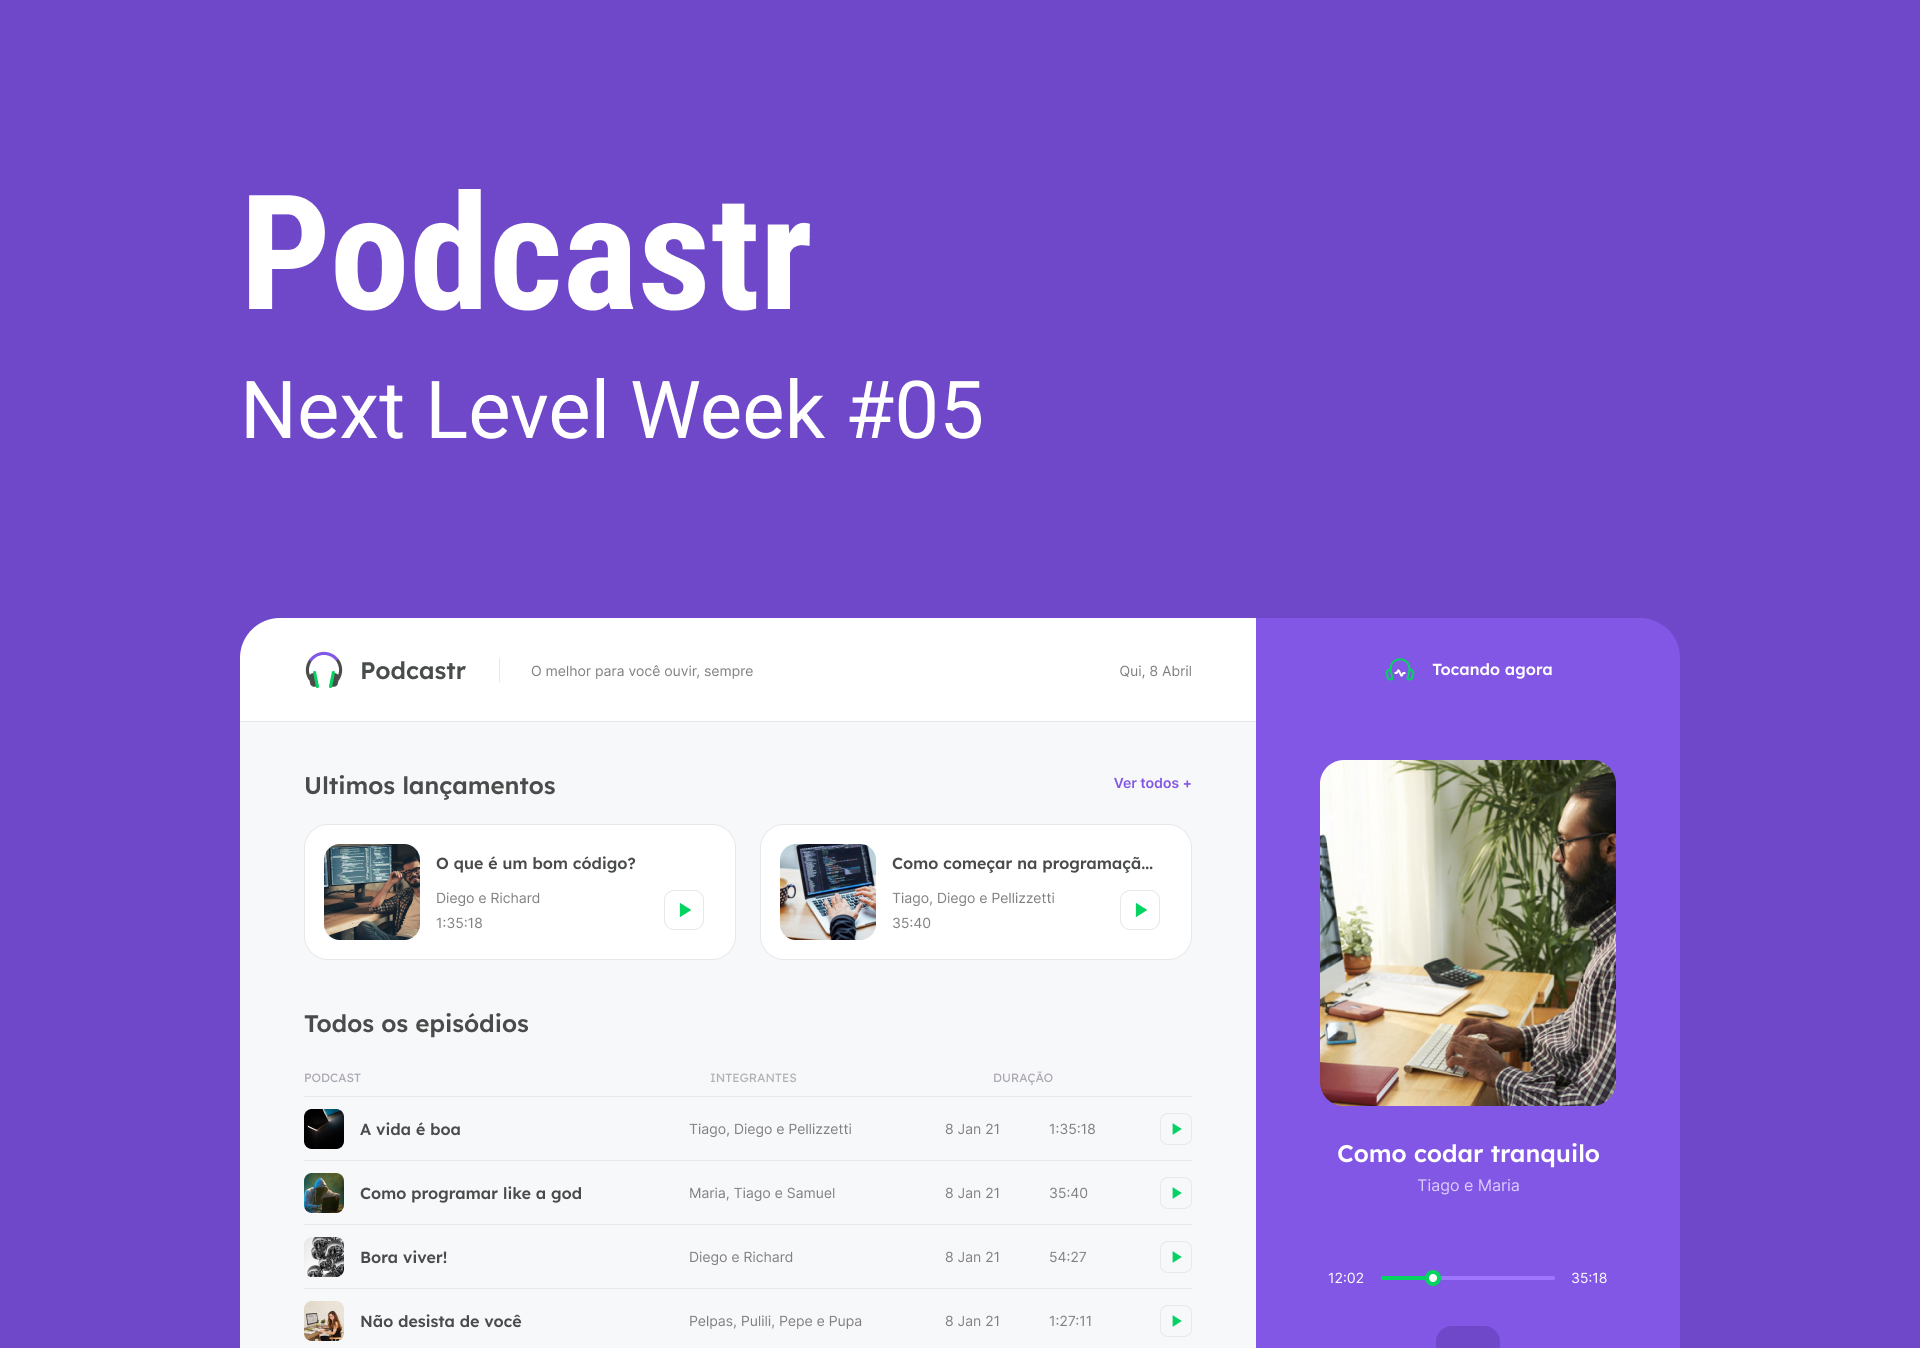 Podcastr
Next Level Week #05
Podcastr
O melhor para você ouvir, sempre
Qui, 8 Abril
Tocando agora
Ultimos lançamentos
Ver todos +
O que é um bom código?
Diego e Richard
1:35:18
Como começar na programaçã...
Tiago, Diego e Pellizzetti
35:40
Todos os episódios
PODCAST INTEGRANTES DURAÇÃO
A vida é boa Tiago, Diego e Pellizzetti 8 Jan 21 1:35:18
Como programar like a god Maria, Tiago e Samuel 8 Jan 21 35:40
Bora viver! Diego e Richard 8 Jan 21 54:27
Não desista de você Pelpas, Pulili, Pepe e Pupa 8 Jan 21 1:27:11
Como codar tranquilo
Tiago e Maria
12:02 35:18